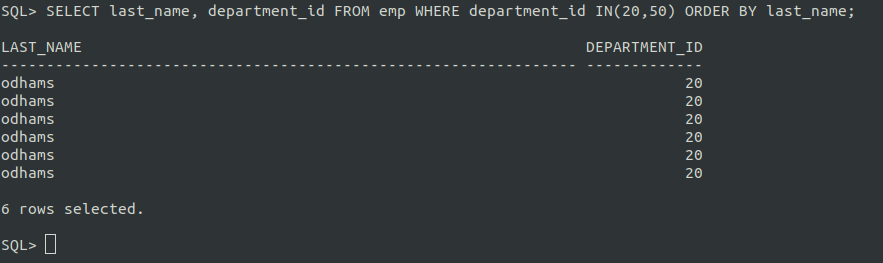 SQL> SELECT last_name, department_id FROM emp WHERE department_id IN(20,50) ORDER BY last_name;
LAST_NAME DEPARTMENT_ID
---------------------------------------------------------------- -------------
odhams 20
odhams 20
odhams 20
odhams 20
odhams 20
odhams 20
6 rows selected.
SQL>